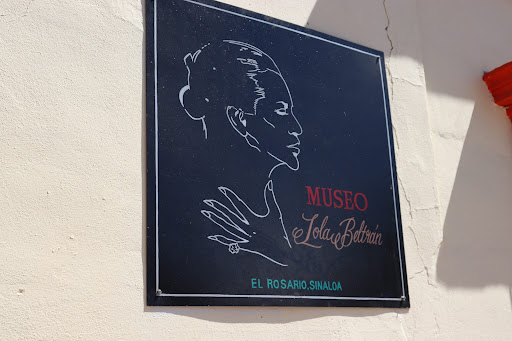 MUSEO
Lola Beltrán
EL ROSARIO, SINALOA